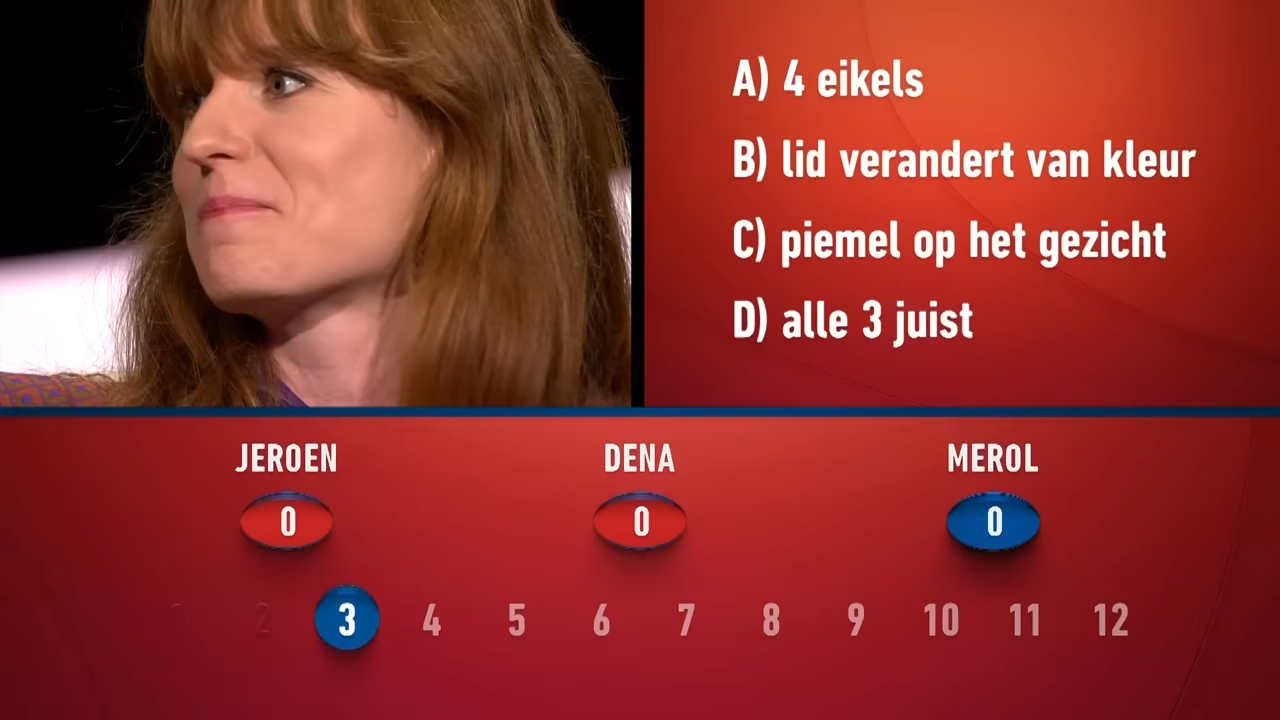 A) 4 eikels
B) lid verandert van kleur
C) piemel op het gezicht
D) alle 3 juist
JEROEN DENA MEROL
0 0 0
2 3 4 5 6 7 8 9 10 11 12